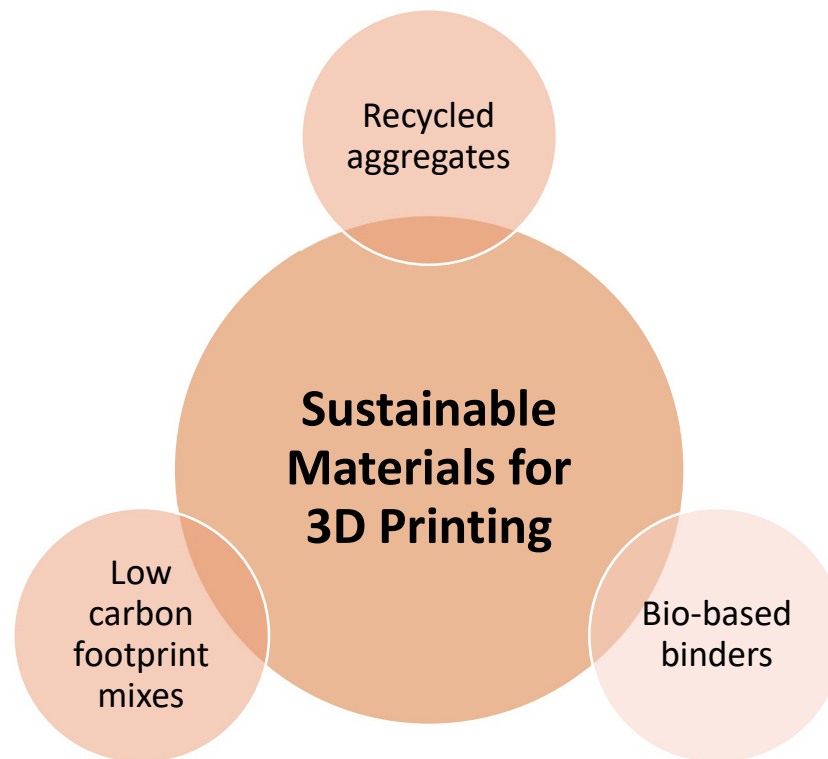 Recycled
aggregates
Sustainable
Materials for
3D Printing
Low
carbon
footprint
mixes
Bio-based
binders